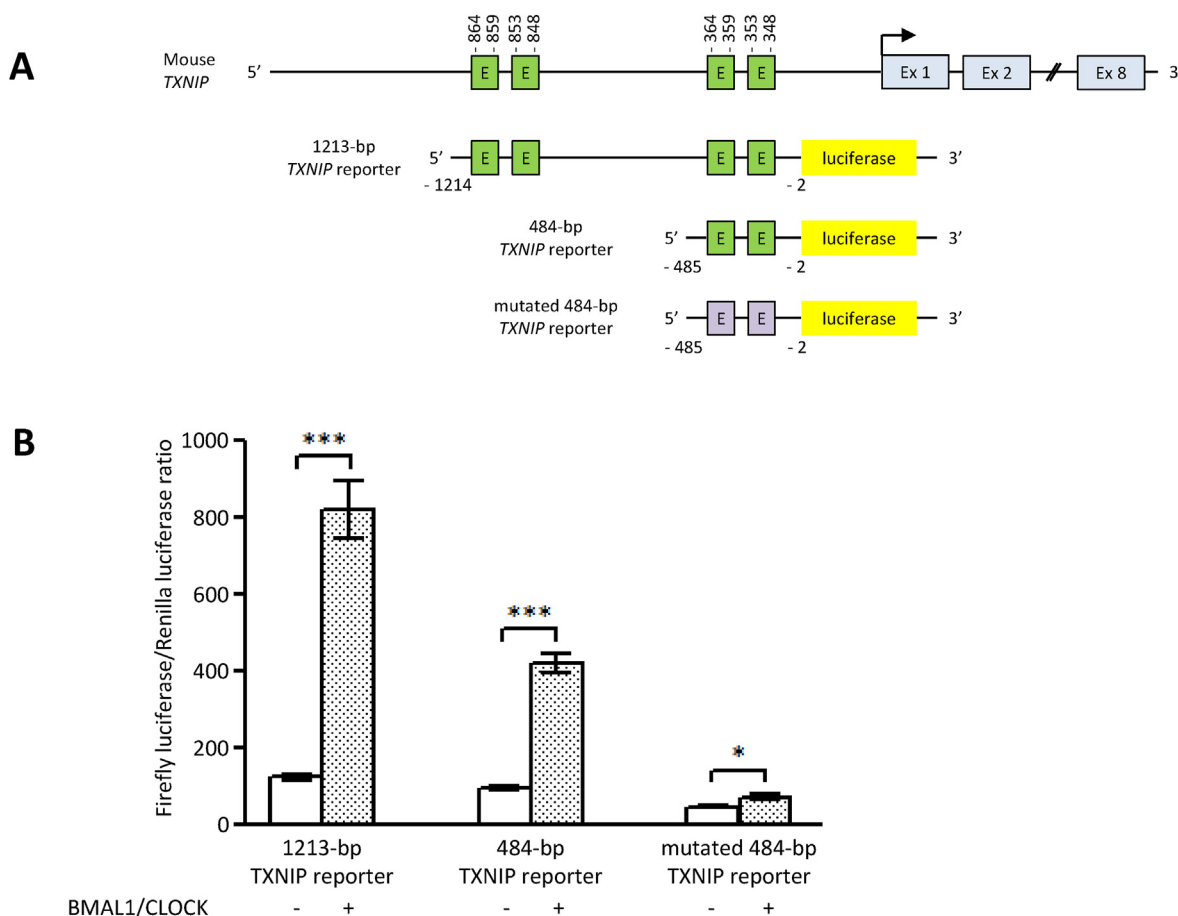 A
Mouse
TXNIP
5’
- 864
- 859
- 853
- 848
- 364
- 359
- 353
- 348
E E E E Ex 1 Ex 2 Ex 8 3
1213-bp
TXNIP reporter
5’ E E E E luciferase 3’
- 1214 - 2
484-bp
TXNIP reporter
5’ E E luciferase 3’
- 485 - 2
mutated 484-bp
TXNIP reporter
5’ E E luciferase 3’
- 485 - 2
B
Firefly luciferase/Renilla luciferase ratio
1000
800
600
400
200
0
***
***
*
1213-bp
TXNIP reporter
484-bp
TXNIP reporter
mutated 484-bp
TXNIP reporter
BMAL1/CLOCK - + - + - +